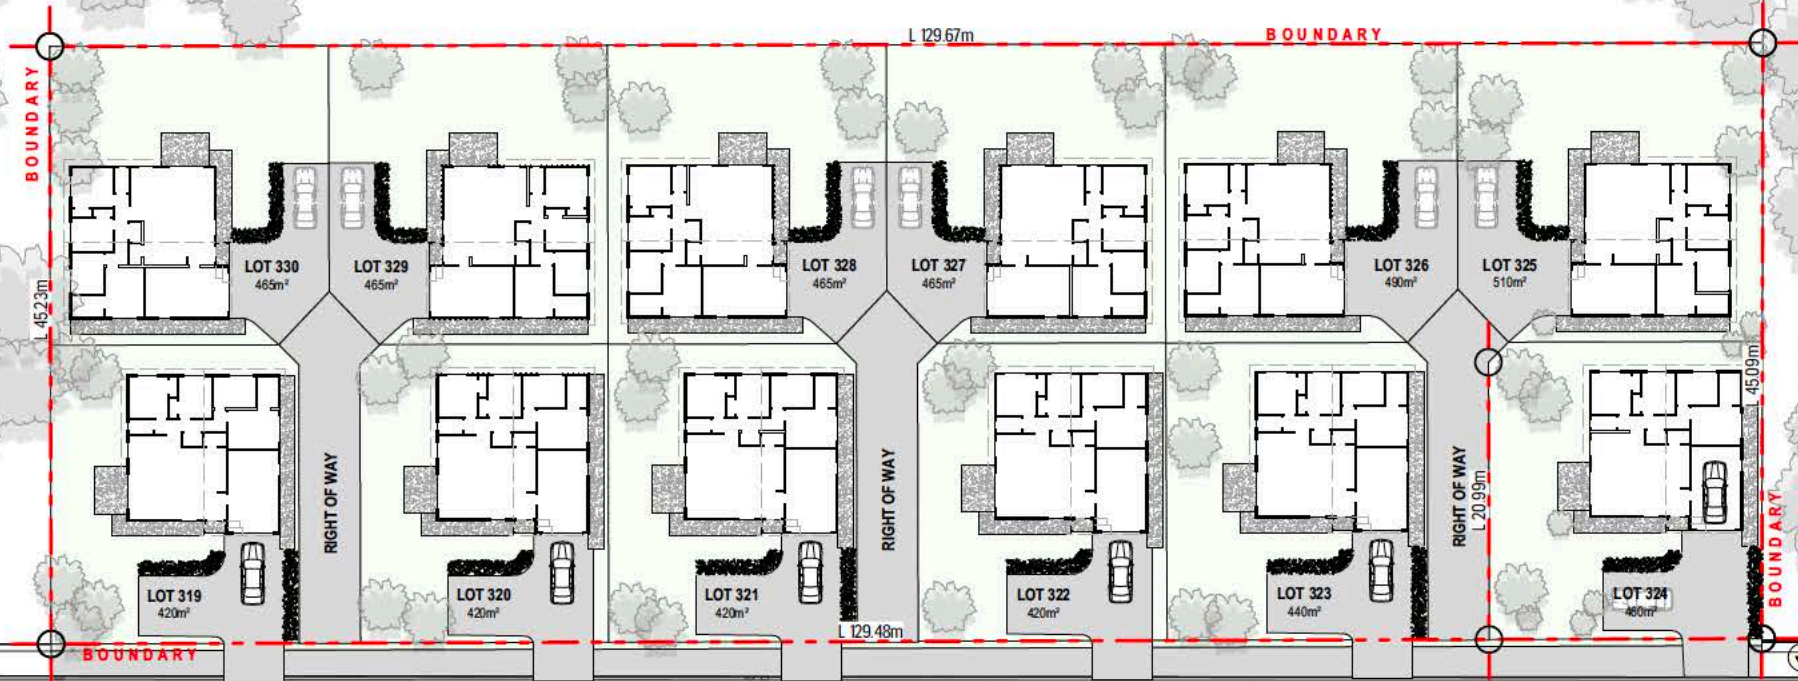 L 129.67m
BOUNDARY
BOUNDARY
L 45.23m
LOT 330
465m²
LOT 329
465m²
LOT 328
465m²
LOT 327
465m²
LOT 326
490m²
LOT 325
510m²
L 45.09m
RIGHT OF WAY
RIGHT OF WAY
RIGHT OF WAY
L 20.99m
BOUNDARY
LOT 319
420m²
LOT 320
420m²
LOT 321
420m²
LOT 322
420m²
LOT 323
440m²
LOT 324
460m²
L 129.48m
BOUNDARY